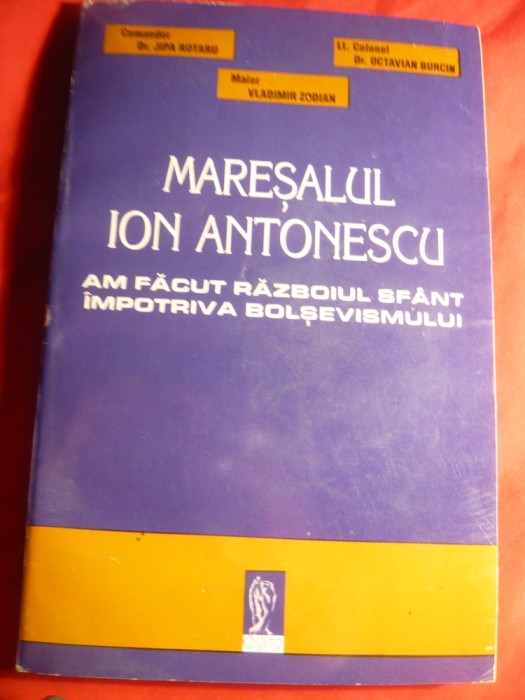 Comandor
Dr. JIPA ROTARU
Lt. Colonel
Dr. OCTAVIAN BURCIN
Maior
VLADIMIR ZODIAN
MAREȘALUL
ION ANTONESCU
AM FĂCUT RĂZBOIUL SFÂNT
ÎMPOTRIVA BOLȘEVISMULUI